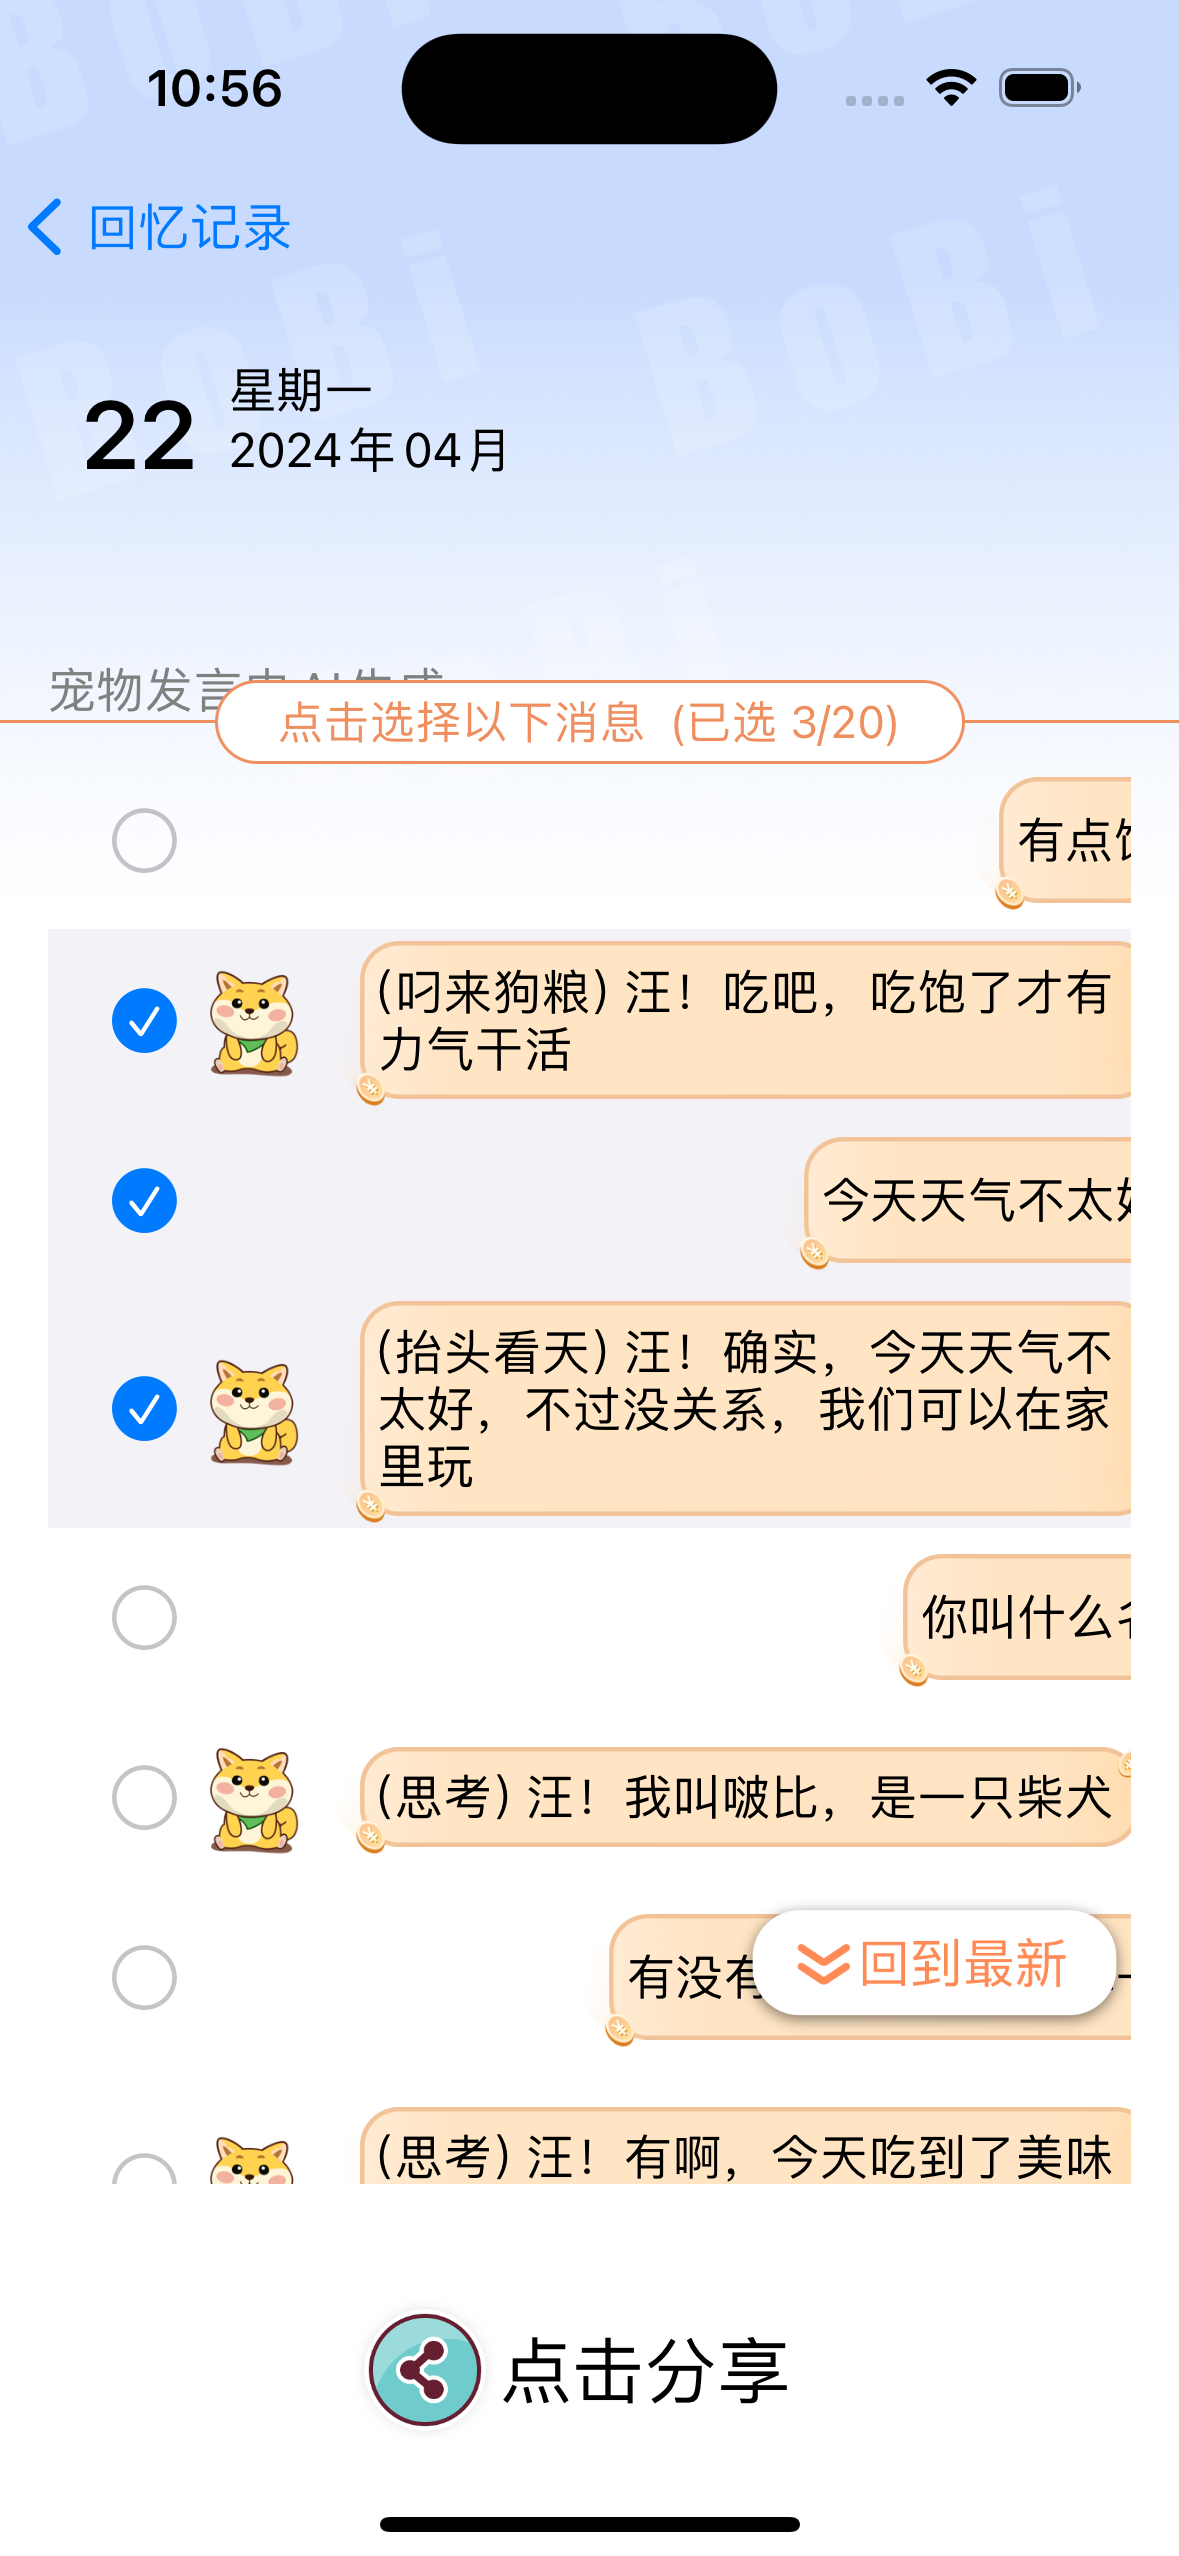 10:56
回忆记录
BoBi
BoBi
BoBi
22
星期一
2024年04月
宠物发言由 AI 生成
点击选择以下消息 (已选 3/20)
有点
(叼来狗粮) 汪！吃吧，吃饱了才有
力气干活
今天天气不太
(抬头看天) 汪！确实，今天天气不
太好，不过没关系，我们可以在家
里玩
你叫什么
(思考) 汪！我叫啵比，是一只柴犬
有没有
回到最新
(思考) 汪！有啊，今天吃到了美味
点击分享